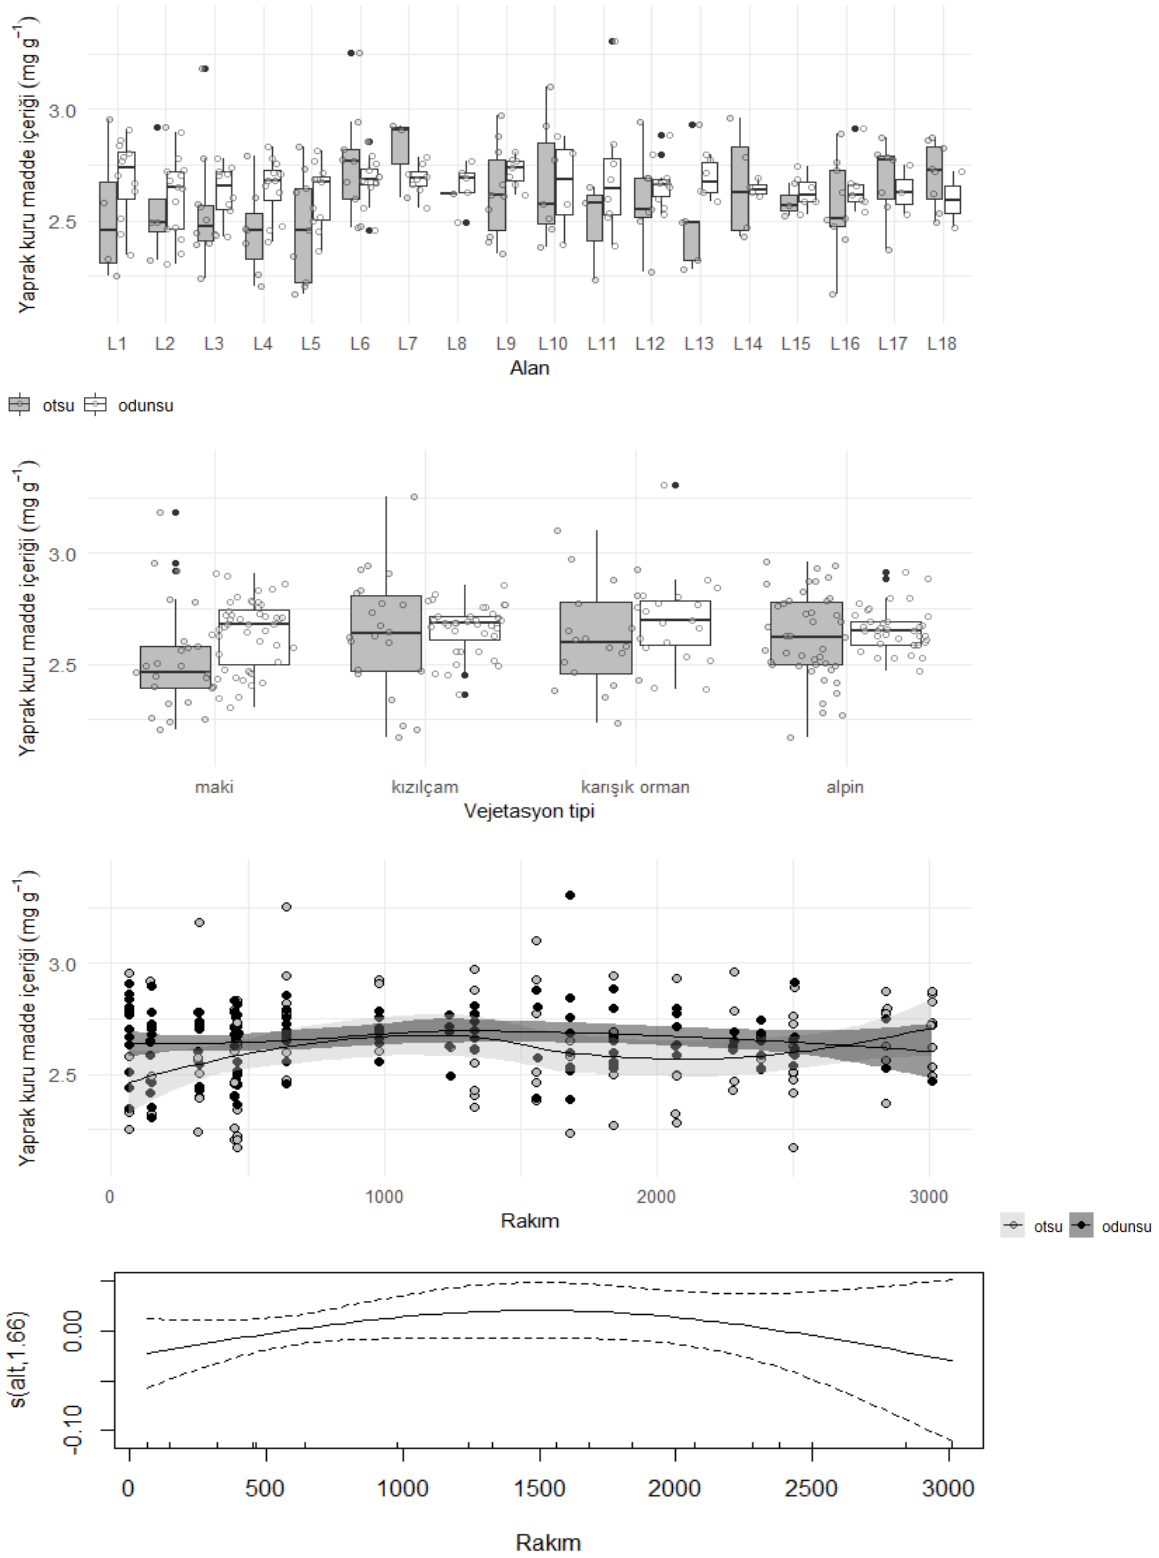 Yaprak kuru madde içeriği (mg g⁻¹)
3.0
2.5
L1 L2 L3 L4 L5 L6 L7 L8 L9 L10 L11 L12 L13 L14 L15 L16 L17 L18
Alan
otsu odunsu
Yaprak kuru madde içeriği (mg g⁻¹)
3.0
2.5
maki kızılçam karışık orman alpin
Vejetasyon tipi
Yaprak kuru madde içeriği (mg g⁻¹)
3.0
2.5
0 1000 2000 3000
Rakım
otsu odunsu
s(alt,1.66)
0.00
-0.10
0 500 1000 1500 2000 2500 3000
Rakım